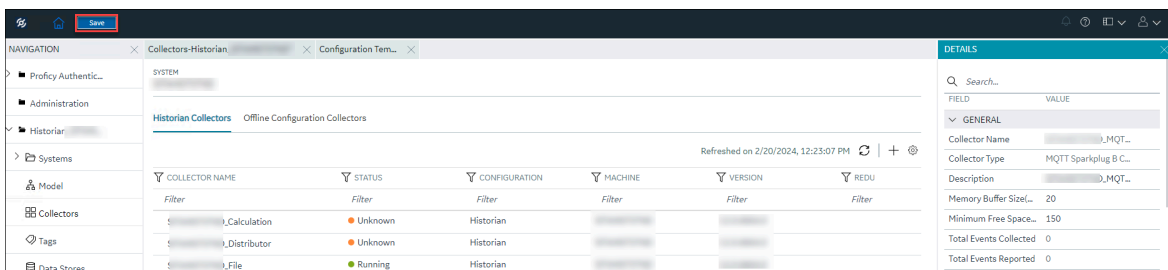 Save
NAVIGATION
Collectors-Historian_
Configuration Tem...
DETAILS
Proficy Authentic...
Administration
Historian
Systems
Model
Collectors
Tags
Data Stores
SYSTEM
Historian Collectors Offline Configuration Collectors
Refreshed on 2/20/2024, 12:23:07 PM
COLLECTOR NAME STATUS CONFIGURATION MACHINE VERSION REDU
Filter Filter Filter Filter Filter Filter
_Calculation Unknown Historian
_Distributor Unknown Historian
_File Running Historian
Search...
FIELD VALUE
GENERAL
Collector Name _MQT...
Collector Type MQTT Sparkplug B C...
Description _MQT...
Memory Buffer Size(... 20
Minimum Free Space... 150
Total Events Collected 0
Total Events Reported 0